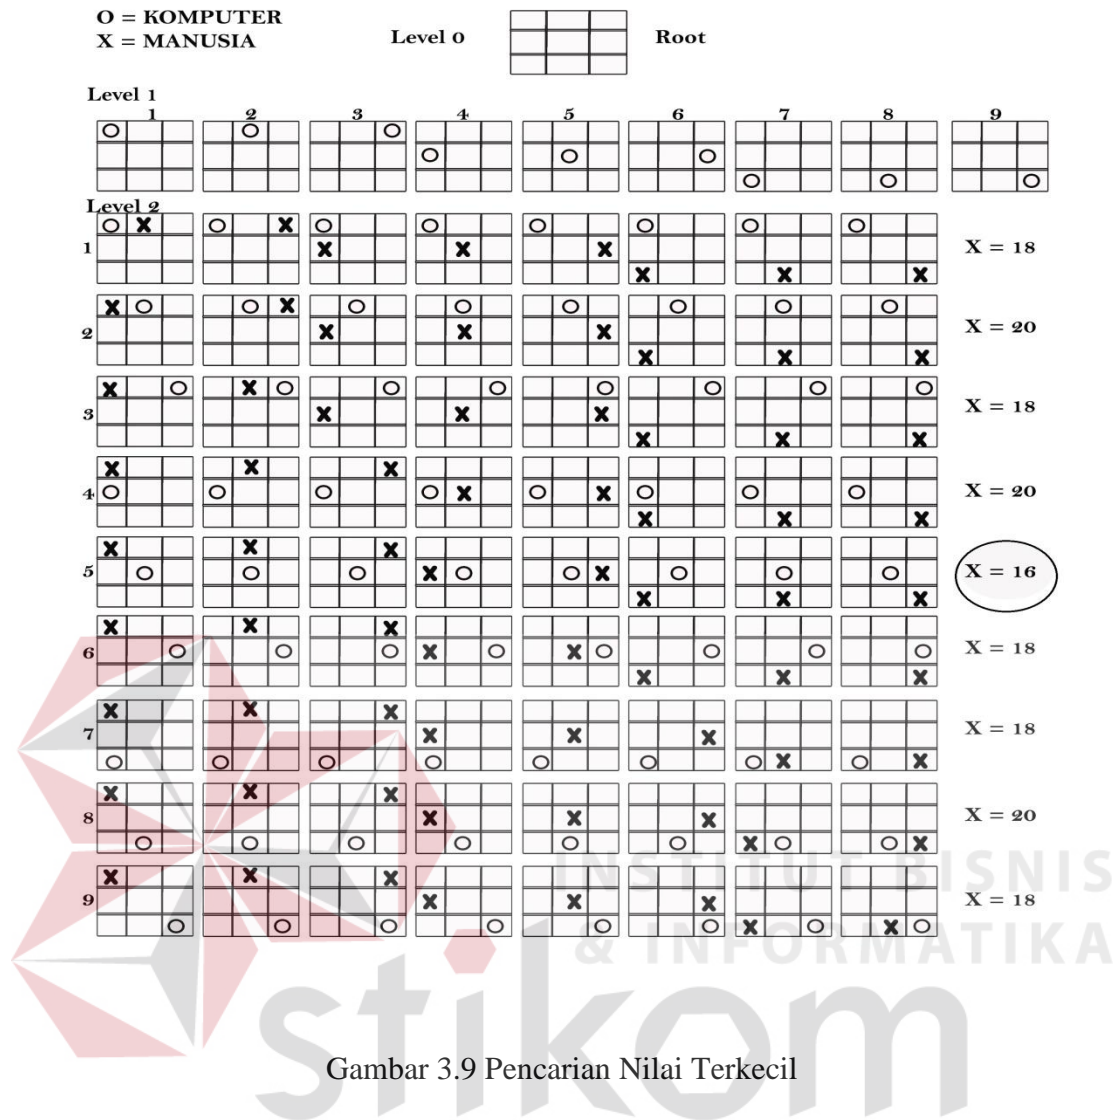 O = KOMPUTER
X = MANUSIA
Level 0 Root
Level 1
1 2 3 4 5 6 7 8 9
Level 2
1 X = 18
2 X = 20
3 X = 18
4 X = 20
5 X = 16
6 X = 18
7 X = 18
8 X = 20
9 X = 18
INSTITUT BISNIS
& INFORMATIKA
stikom
Gambar 3.9 Pencarian Nilai Terkecil